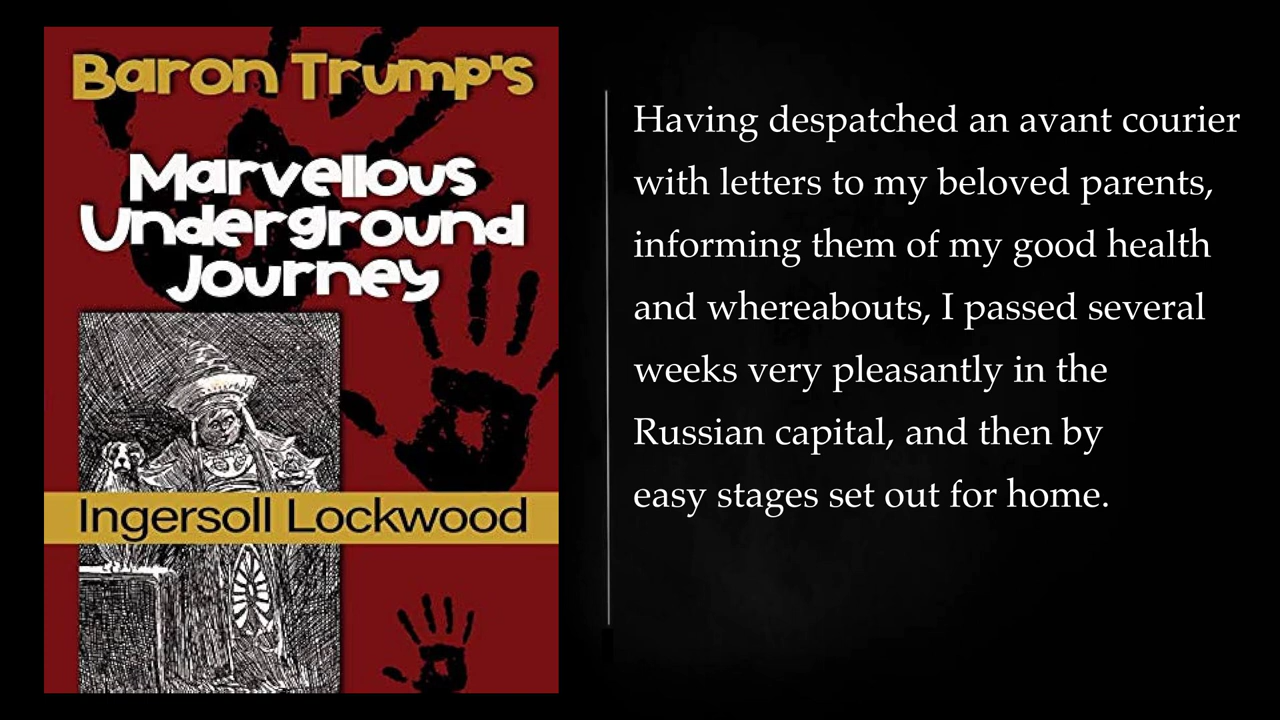 Baron Trump's
Marvellous
Underground
Journey
Ingersoll Lockwood
Having despatched an avant courier
with letters to my beloved parents,
informing them of my good health
and whereabouts, I passed several
weeks very pleasantly in the
Russian capital, and then by
easy stages set out for home.